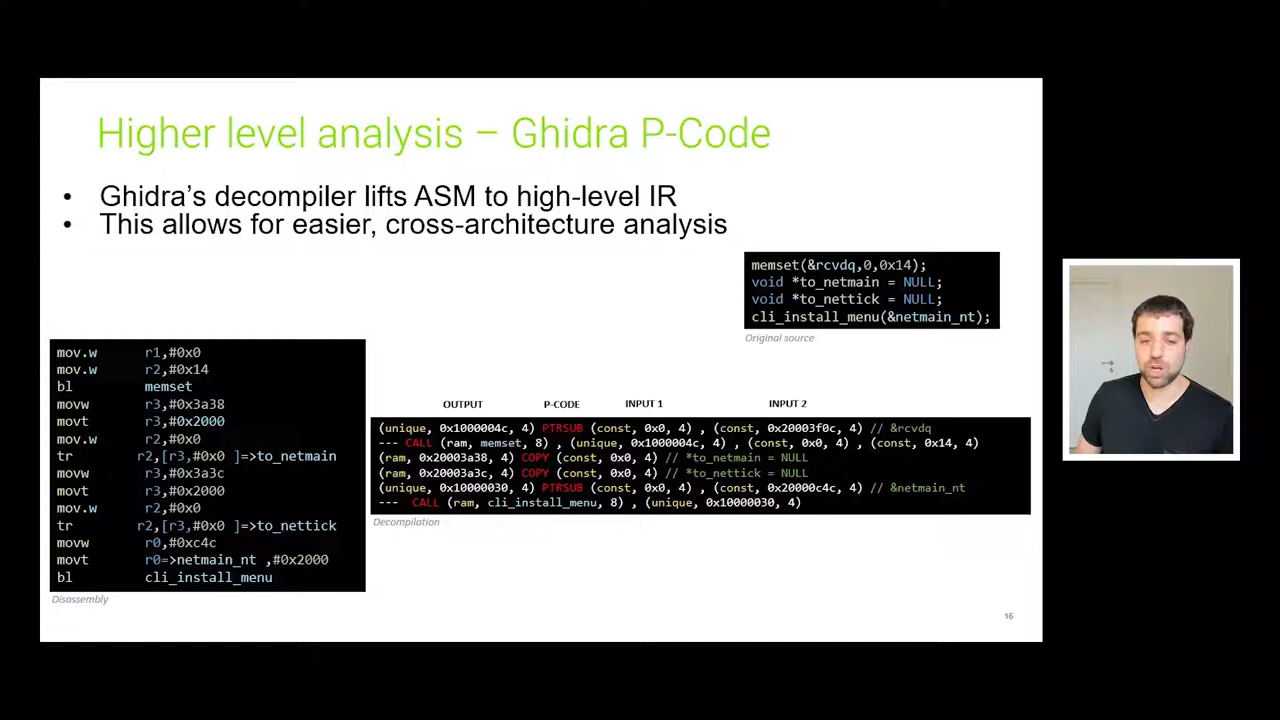 Higher level analysis – Ghidra P-Code
• Ghidra's decompiler lifts ASM to high-level IR
• This allows for easier, cross-architecture analysis
memset(&rcvdq,0,0x14);
void *to_netmain = NULL;
void *to_nettick = NULL;
cli_install_menu(&netmain_nt);
Original source
mov.w r1,#0x0
mov.w r2,#0x14
bl memset
movw r3,#0x3a38
movt r3,#0x2000
mov.w r2,#0x0
tr r2,[r3,#0x0 ]=>to_netmain
movw r3,#0x3a3c
movt r3,#0x2000
mov.w r2,#0x0
tr r2,[r3,#0x0 ]=>to_nettick
movw r0,#0xc4c
movt r0=>netmain_nt ,#0x2000
bl cli_install_menu
Disassembly
OUTPUT P-CODE INPUT 1 INPUT 2
(unique, 0x1000004c, 4) PTRSUB (const, 0x0, 4) , (const, 0x20003f0c, 4) // &rcvdq
--- CALL (ram, memset, 8) , (unique, 0x1000004c, 4) , (const, 0x0, 4) , (const, 0x14, 4)
(ram, 0x20003a38, 4) COPY (const, 0x0, 4) // *to_netmain = NULL
(ram, 0x20003a3c, 4) COPY (const, 0x0, 4) // *to_nettick = NULL
(unique, 0x10000030, 4) PTRSUB (const, 0x0, 4) , (const, 0x20000c4c, 4) // &netmain_nt
--- CALL (ram, cli_install_menu, 8) , (unique, 0x10000030, 4)
Decompilation
16